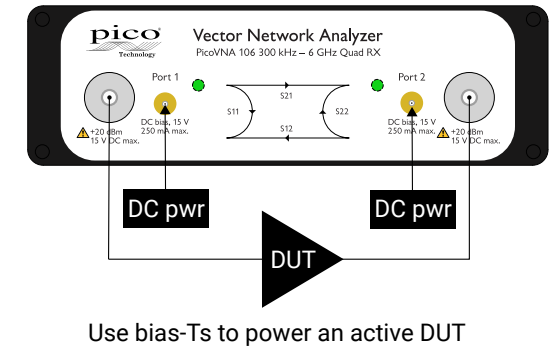 pico
Technology
Vector Network Analyzer
PicoVNA 106 300 kHz – 6 GHz Quad RX
Port 1
Port 2
S21
S11
S22
S12
+20 dBm
15 V DC max.
DC bias, 15 V
250 mA max.
DC bias, 15 V
250 mA max.
+20 dBm
15 V DC max.
DC pwr
DC pwr
DUT
Use bias-Ts to power an active DUT